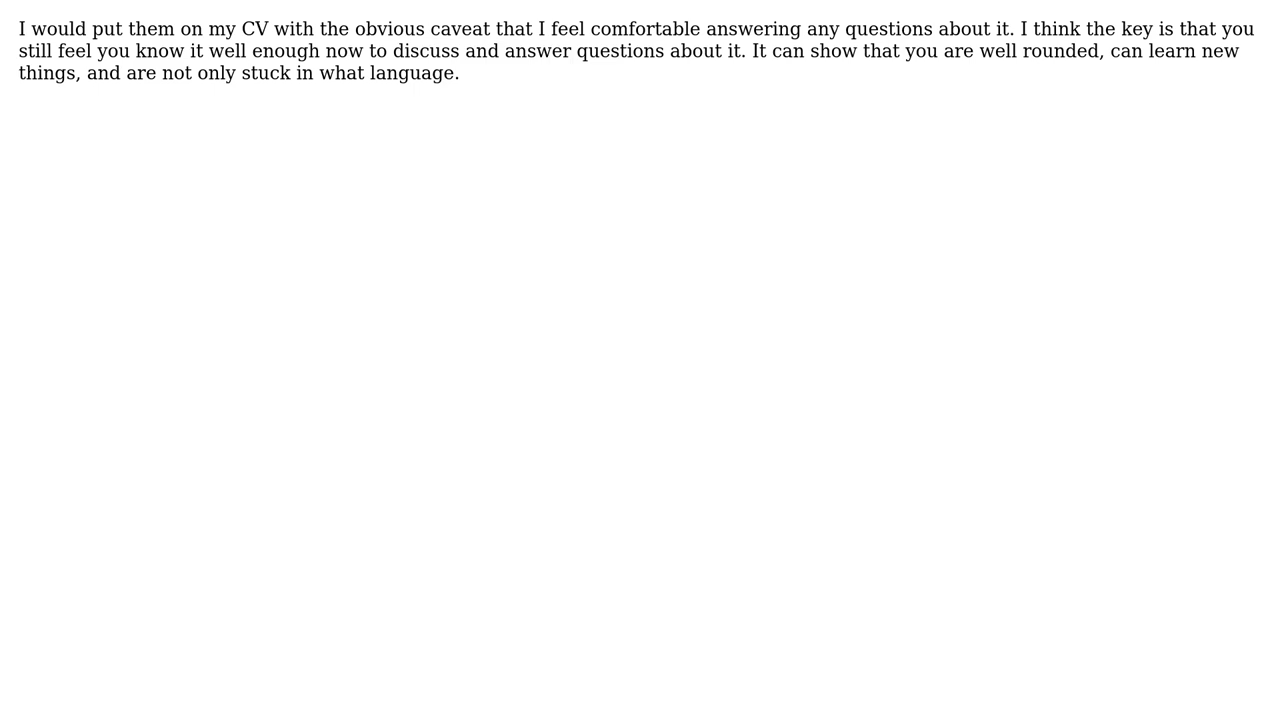 I would put them on my CV with the obvious caveat that I feel comfortable answering any questions about it. I think the key is that you
still feel you know it well enough now to discuss and answer questions about it. It can show that you are well rounded, can learn new
things, and are not only stuck in what language.